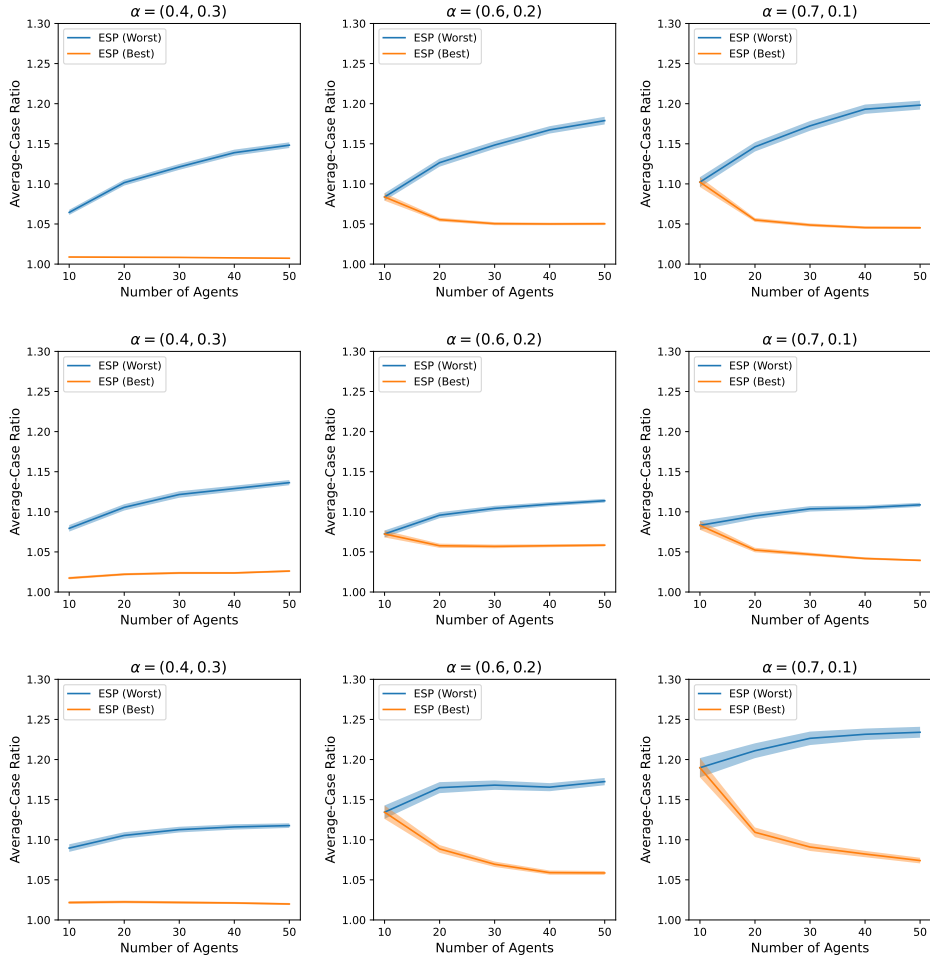 α = (0.4, 0.3)
1.30
1.25
1.20
1.15
1.10
1.05
1.00
Average-Case Ratio
ESP (Worst)
ESP (Best)
10 20 30 40 50
Number of Agents
α = (0.6, 0.2)
1.30
1.25
1.20
1.15
1.10
1.05
1.00
Average-Case Ratio
ESP (Worst)
ESP (Best)
10 20 30 40 50
Number of Agents
α = (0.7, 0.1)
1.30
1.25
1.20
1.15
1.10
1.05
1.00
Average-Case Ratio
ESP (Worst)
ESP (Best)
10 20 30 40 50
Number of Agents
α = (0.4, 0.3)
1.30
1.25
1.20
1.15
1.10
1.05
1.00
Average-Case Ratio
ESP (Worst)
ESP (Best)
10 20 30 40 50
Number of Agents
α = (0.6, 0.2)
1.30
1.25
1.20
1.15
1.10
1.05
1.00
Average-Case Ratio
ESP (Worst)
ESP (Best)
10 20 30 40 50
Number of Agents
α = (0.7, 0.1)
1.30
1.25
1.20
1.15
1.10
1.05
1.00
Average-Case Ratio
ESP (Worst)
ESP (Best)
10 20 30 40 50
Number of Agents
α = (0.4, 0.3)
1.30
1.25
1.20
1.15
1.10
1.05
1.00
Average-Case Ratio
ESP (Worst)
ESP (Best)
10 20 30 40 50
Number of Agents
α = (0.6, 0.2)
1.30
1.25
1.20
1.15
1.10
1.05
1.00
Average-Case Ratio
ESP (Worst)
ESP (Best)
10 20 30 40 50
Number of Agents
α = (0.7, 0.1)
1.30
1.25
1.20
1.15
1.10
1.05
1.00
Average-Case Ratio
ESP (Worst)
ESP (Best)
10 20 30 40 50
Number of Agents